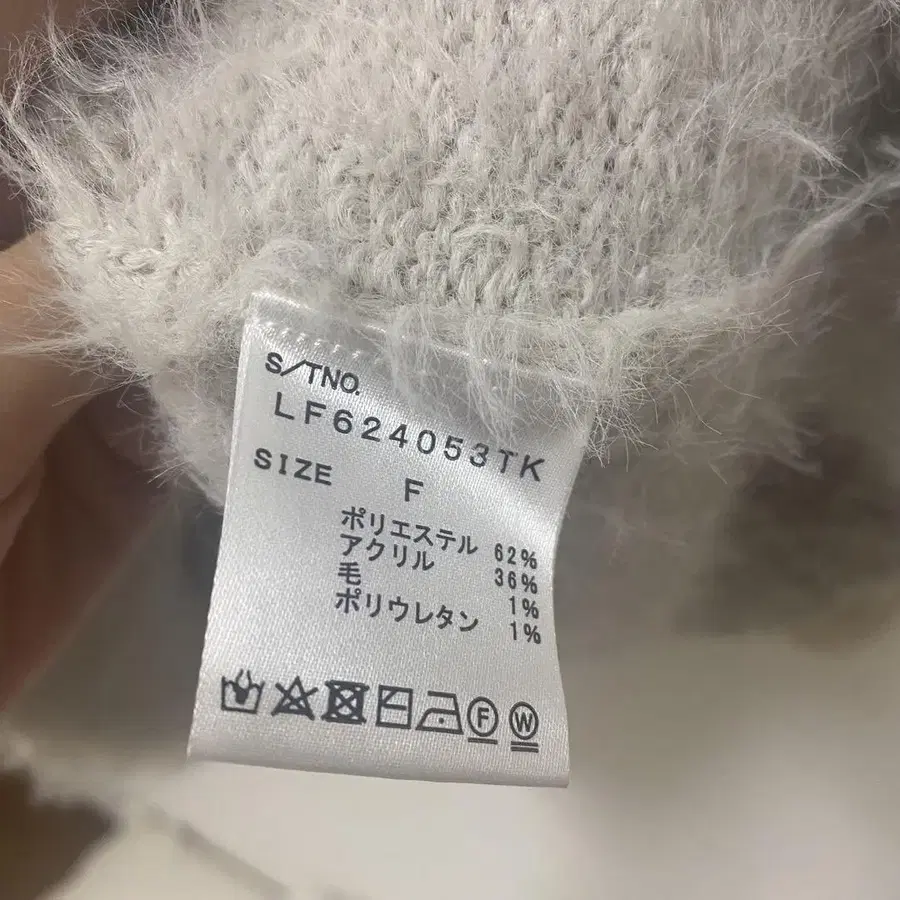 S/TNO.
LF624053TK
SIZE F
ポリエステル 62%
アクリル 36%
毛 1%
ポリウレタン 1%
F W